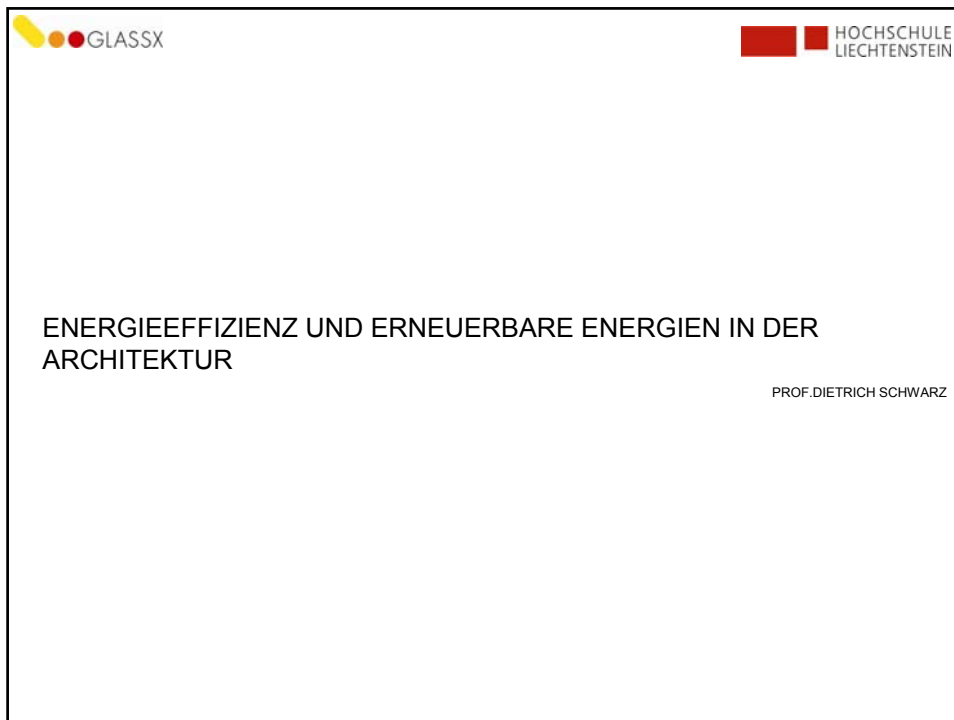 GLASSX
HOCHSCHULE
LIECHTENSTEIN
ENERGIEEFFIZIENZ UND ERNEUERBARE ENERGIEN IN DER
ARCHITEKTUR
PROF.DIETRICH SCHWARZ